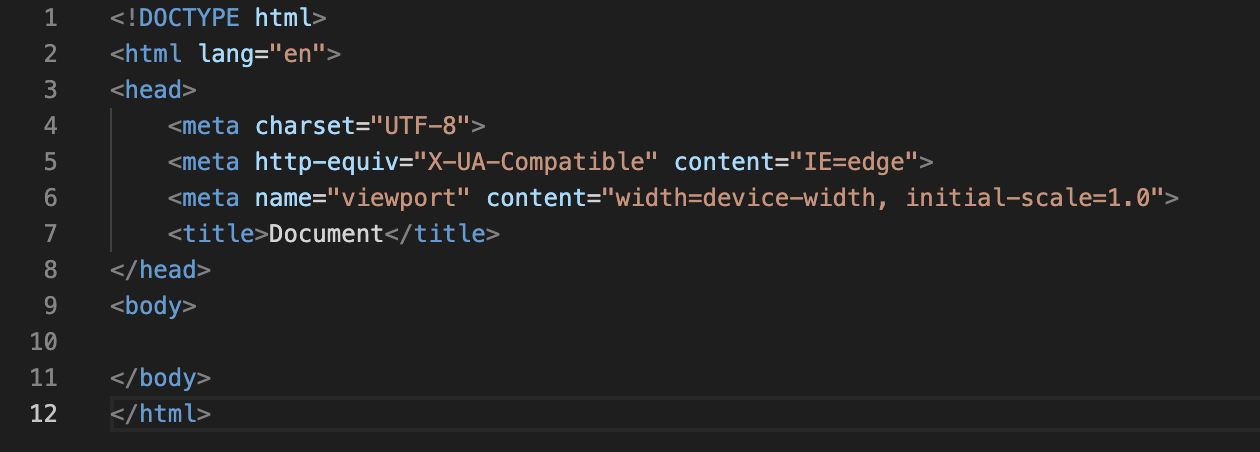 1 <!DOCTYPE html>
2 <html lang="en">
3 <head>
4     <meta charset="UTF-8">
5     <meta http-equiv="X-UA-Compatible" content="IE=edge">
6     <meta name="viewport" content="width=device-width, initial-scale=1.0">
7     <title>Document</title>
8 </head>
9 <body>
10
11 </body>
12 </html>